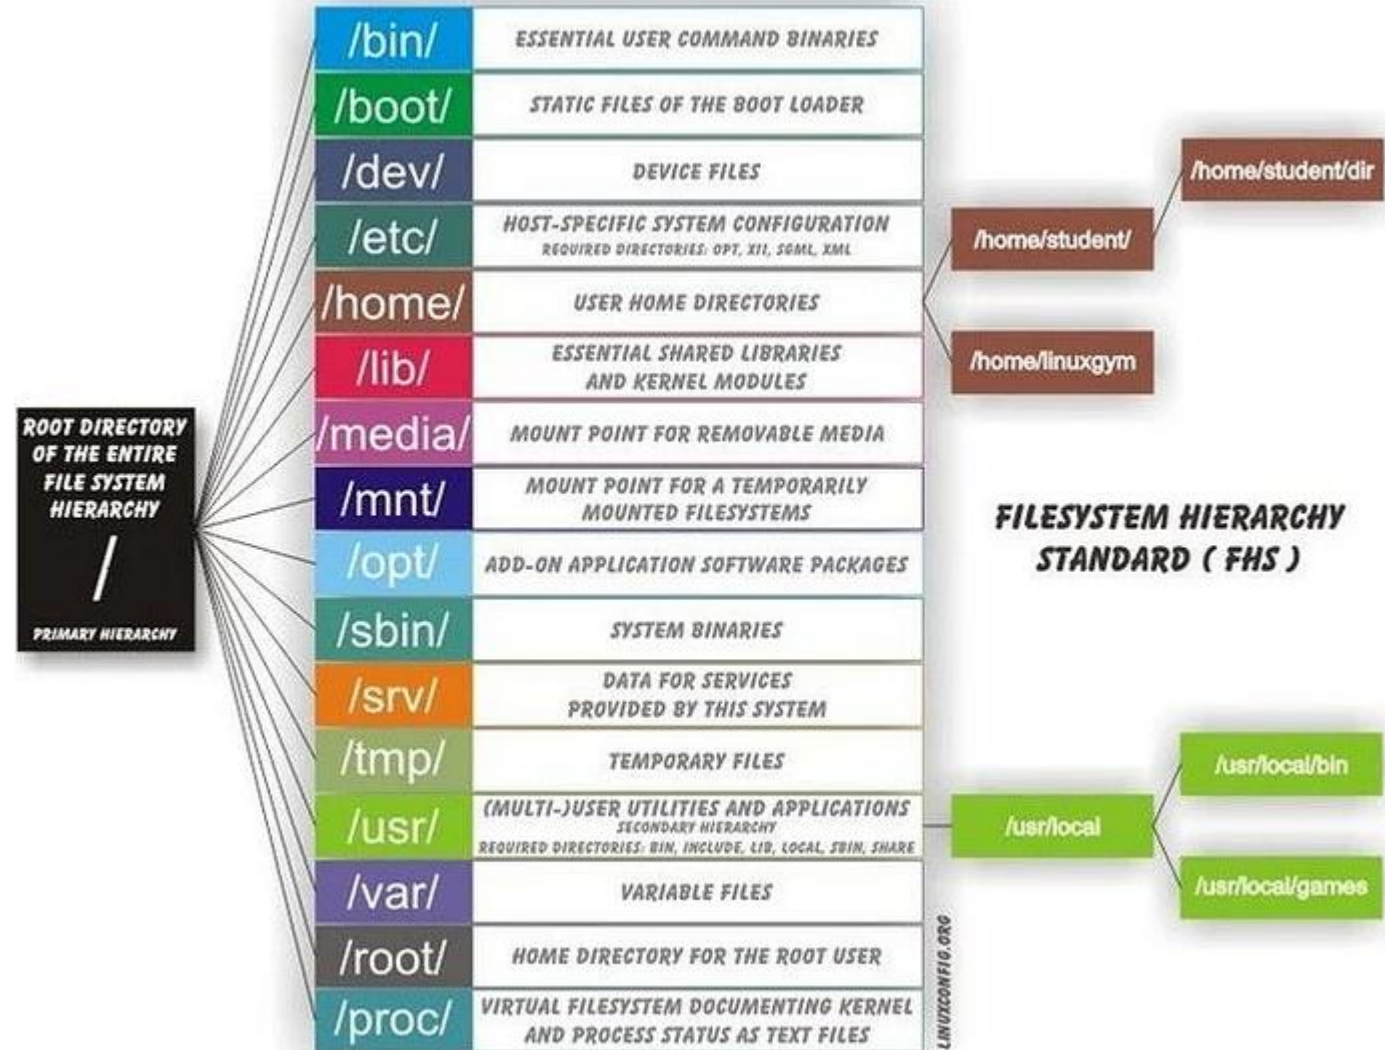 /bin/
ESSENTIAL USER COMMAND BINARIES
/boot/
STATIC FILES OF THE BOOT LOADER
/dev/
DEVICE FILES
/etc/
HOST-SPECIFIC SYSTEM CONFIGURATION
REQUIRED DIRECTORIES: OPT, X11, SGML, XML
/home/
USER HOME DIRECTORIES
/lib/
ESSENTIAL SHARED LIBRARIES
AND KERNEL MODULES
/media/
MOUNT POINT FOR REMOVABLE MEDIA
/mnt/
MOUNT POINT FOR A TEMPORARILY
MOUNTED FILESYSTEMS
/opt/
ADD-ON APPLICATION SOFTWARE PACKAGES
/sbin/
SYSTEM BINARIES
/srv/
DATA FOR SERVICES
PROVIDED BY THIS SYSTEM
/tmp/
TEMPORARY FILES
/usr/
(MULTI-)USER UTILITIES AND APPLICATIONS
SECONDARY HIERARCHY
REQUIRED DIRECTORIES: BIN, INCLUDE, LIB, LOCAL, SBIN, SHARE
/var/
VARIABLE FILES
/root/
HOME DIRECTORY FOR THE ROOT USER
/proc/
VIRTUAL FILESYSTEM DOCUMENTING KERNEL
AND PROCESS STATUS AS TEXT FILES
ROOT DIRECTORY
OF THE ENTIRE
FILE SYSTEM
HIERARCHY
/
PRIMARY HIERARCHY
/home/student/dir
/home/student/
/home/linuxgym
FILESYSTEM HIERARCHY
STANDARD ( FHS )
/usr/local/bin
/usr/local
/usr/local/games
LINUXCONFIG.ORG